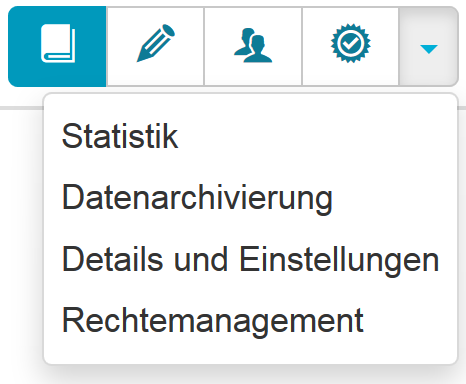 Statistik
Datenarchivierung
Details und Einstellungen
Rechtemanagement